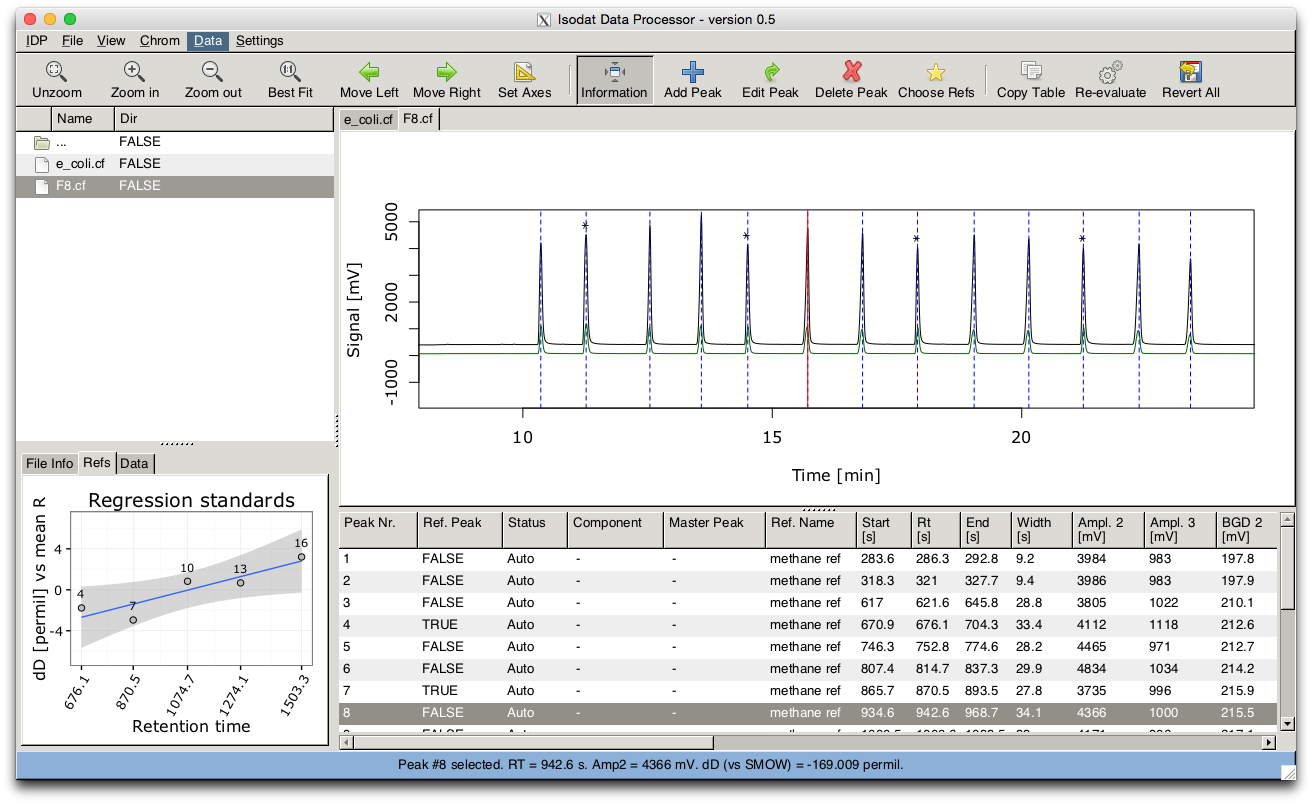 Isodat Data Processor - version 0.5
IDP File View Chrom Data Settings
Unzoom Zoom in Zoom out Best Fit Move Left Move Right Set Axes Information Add Peak Edit Peak Delete Peak Choose Refs Copy Table Re-evaluate Revert All
Name Dir
... FALSE
e_coli.cf FALSE
F8.cf FALSE
e_coli.cf F8.cf
Signal [mV]
5000
2000
-1000
* * * *
10 15 20
Time [min]
File Info Refs Data
Regression standards
dD [permil] vs mean R
4
0
-4
4 7 10 13 16
676.1 870.5 1074.7 1274.1 1503.3
Retention time
Peak Nr. Ref. Peak Status Component Master Peak Ref. Name Start [s] Rt [s] End [s] Width [s] Ampl. 2 [mV] Ampl. 3 [mV] BGD 2 [mV]
1 FALSE Auto - - methane ref 283.6 286.3 292.8 9.2 3984 983 197.8
2 FALSE Auto - - methane ref 318.3 321 327.7 9.4 3986 983 197.9
3 FALSE Auto - - methane ref 617 621.6 645.8 28.8 3805 1022 210.1
4 TRUE Auto - - methane ref 670.9 676.1 704.3 33.4 4112 1118 212.6
5 FALSE Auto - - methane ref 746.3 752.8 774.6 28.2 4465 971 212.7
6 FALSE Auto - - methane ref 807.4 814.7 837.3 29.9 4834 1034 214.2
7 TRUE Auto - - methane ref 865.7 870.5 893.5 27.8 3735 996 215.9
8 FALSE Auto - - methane ref 934.6 942.6 968.7 34.1 4366 1000 215.5
Peak #8 selected. RT = 942.6 s. Amp2 = 4366 mV. dD (vs SMOW) = -169.009 permil.